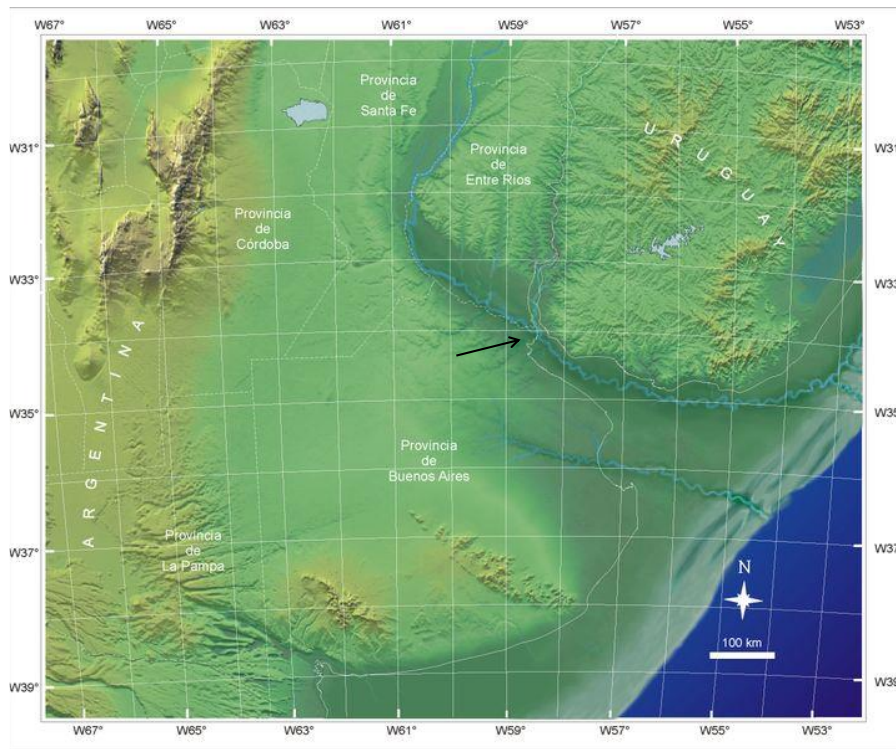 W67° W65° W63° W61° W59° W57° W55° W53°
Provincia
de
Santa Fe
W31° W31°
URUGUAY
Provincia
de
Entre Ríos
Provincia
de
Córdoba
W33° W33°
ARGENTINA
W35° W35°
Provincia
de
Buenos Aires
Provincia
de
La Pampa
W37° W37°
N
100 km
W39° W39°
W67° W65° W63° W61° W59° W57° W55° W53°